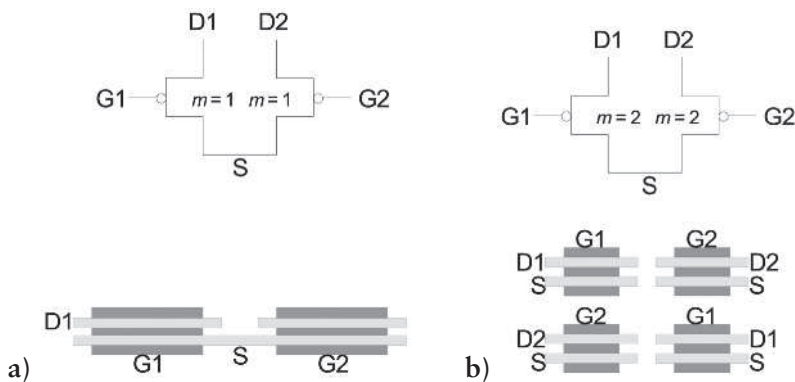 D1 D2
G1 m = 1 m = 1 G2
S
D1
G1 S G2
a)
D1 D2
G1 m = 2 m = 2 G2
S
G1 G2
D1 D2
S S
G2 G1
D2 D1
S S
b)